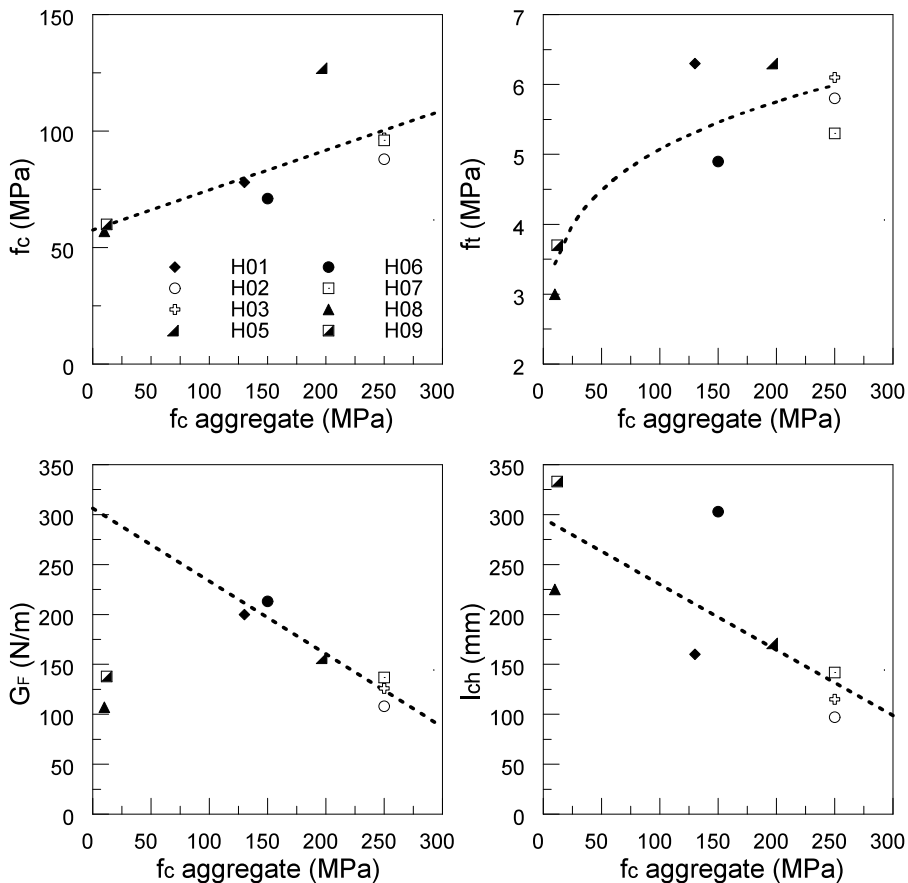 150
100
50
0
fc (MPa)
H01
H02
H03
H05
H06
H07
H08
H09
0 50 100 150 200 250 300
fc aggregate (MPa)
7
6
5
4
3
2
ft (MPa)
0 50 100 150 200 250 300
fc aggregate (MPa)
350
300
250
200
150
100
50
0
GF (N/m)
0 50 100 150 200 250 300
fc aggregate (MPa)
350
300
250
200
150
100
50
0
lch (mm)
0 50 100 150 200 250 300
fc aggregate (MPa)